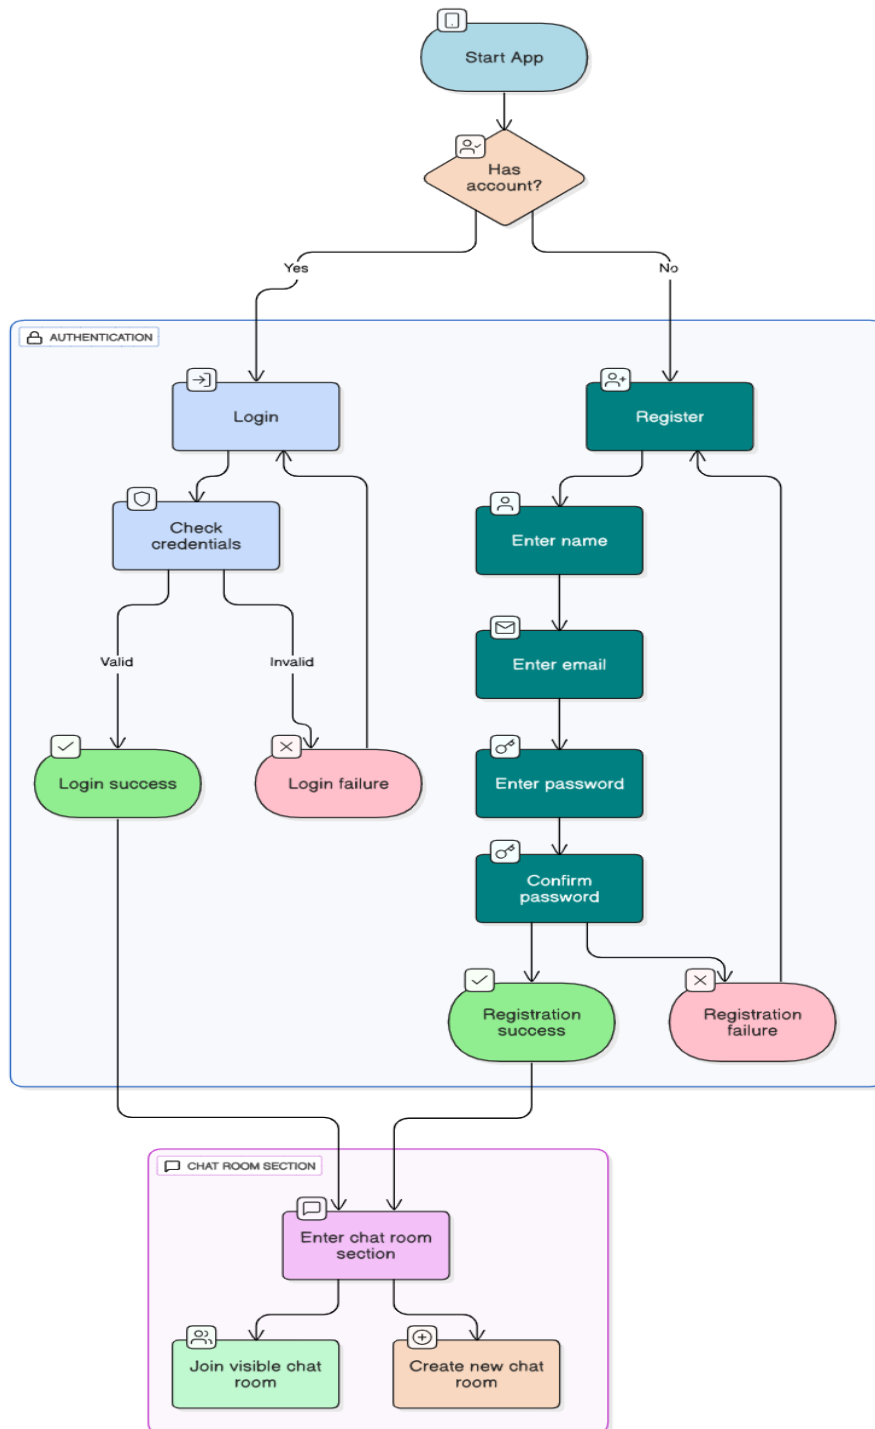 Start App
Has
account?
Yes
No
AUTHENTICATION
Login
Register
Check
credentials
Enter name
Valid
Invalid
Enter email
Login success
Login failure
Enter password
Confirm
password
Registration
success
Registration
failure
CHAT ROOM SECTION
Enter chat room
section
Join visible chat
room
Create new chat
room